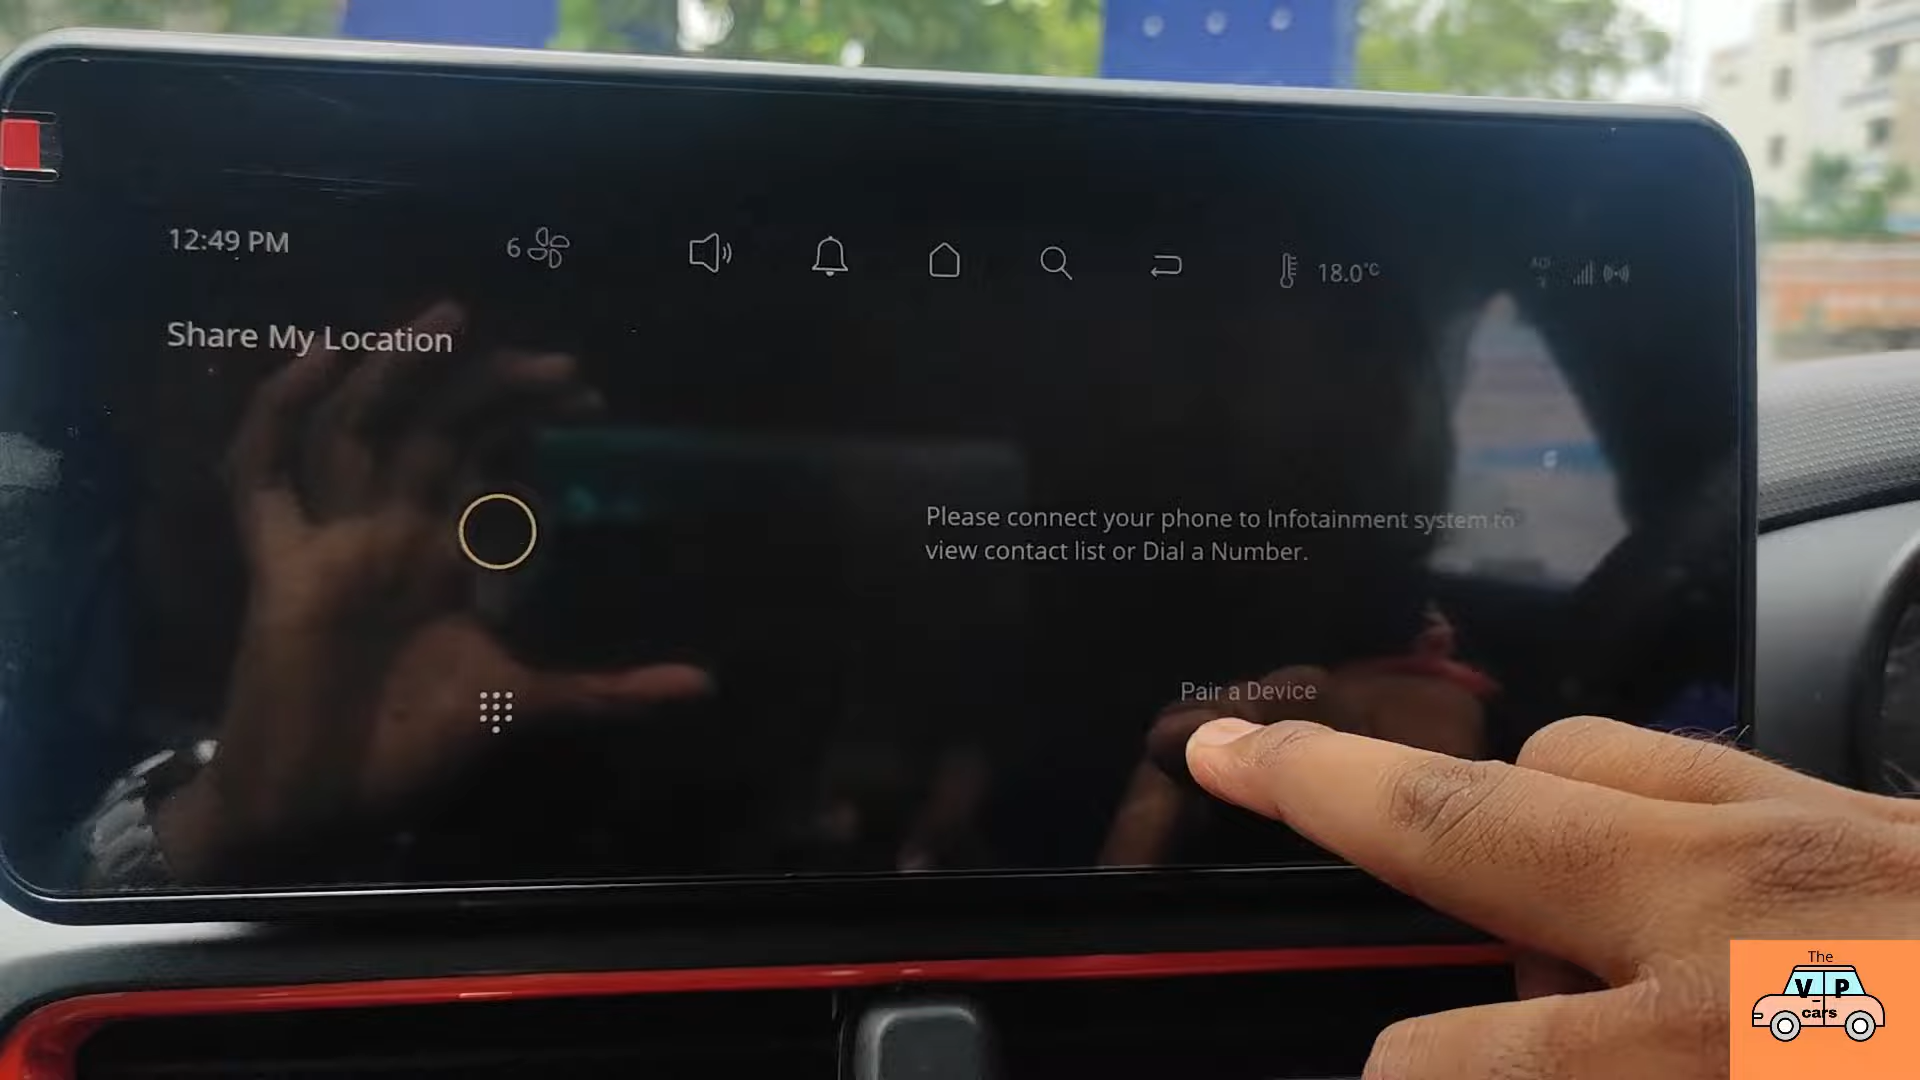 12:49 PM
6
18.0°C
Share My Location
Please connect your phone to Infotainment system to
view contact list or Dial a Number.
Pair a Device
The
V P
cars